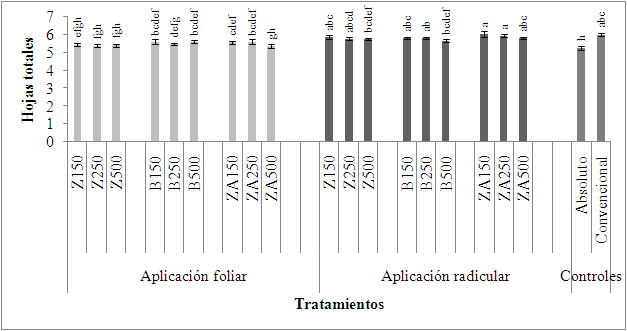 Hojas totales
7
6
5
4
3
2
1
0
efgh
fgh
fgh
bcdef
defg
bcdef
cdef
bcdef
gh
abc
abcd
bcdef
abc
ab
bcdef
a
a
abc
h
abc
Z150
Z250
Z500
B150
B250
B500
ZA150
ZA250
ZA500
Z150
Z250
Z500
B150
B250
B500
ZA150
ZA250
ZA500
Absoluto
Convencional
Aplicación foliar
Aplicación radicular
Controles
Tratamientos